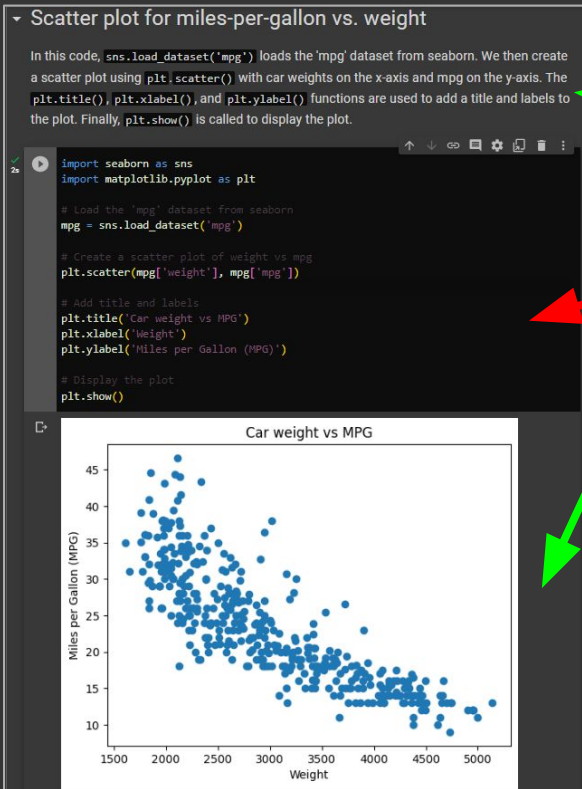 Scatter plot for miles-per-gallon vs. weight
In this code, sns.load_dataset('mpg') loads the 'mpg' dataset from seaborn. We then create
a scatter plot using plt.scatter() with car weights on the x-axis and mpg on the y-axis. The
plt.title(), plt.xlabel(), and plt.ylabel() functions are used to add a title and labels to
the plot. Finally, plt.show() is called to display the plot.
2s
import seaborn as sns
import matplotlib.pyplot as plt
# Load the 'mpg' dataset from seaborn
mpg = sns.load_dataset('mpg')
# Create a scatter plot of weight vs mpg
plt.scatter(mpg['weight'], mpg['mpg'])
# Add title and labels
plt.title('Car weight vs MPG')
plt.xlabel('Weight')
plt.ylabel('Miles per Gallon (MPG)')
# Display the plot
plt.show()
Car weight vs MPG
Miles per Gallon (MPG)
45
40
35
30
25
20
15
10
1500 2000 2500 3000 3500 4000 4500 5000
Weight